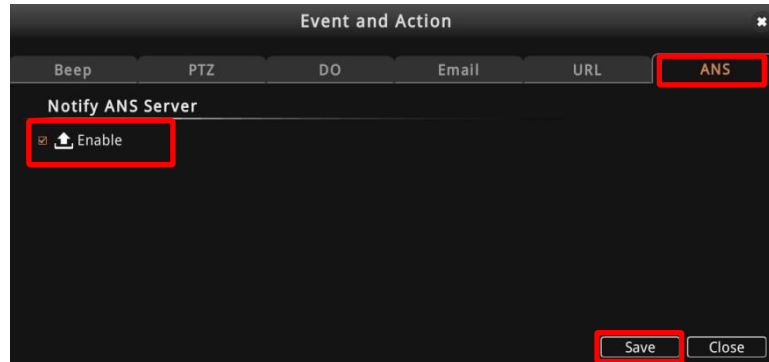 Event and Action
Beep PTZ DO Email URL ANS
Notify ANS Server
Enable
Save Close